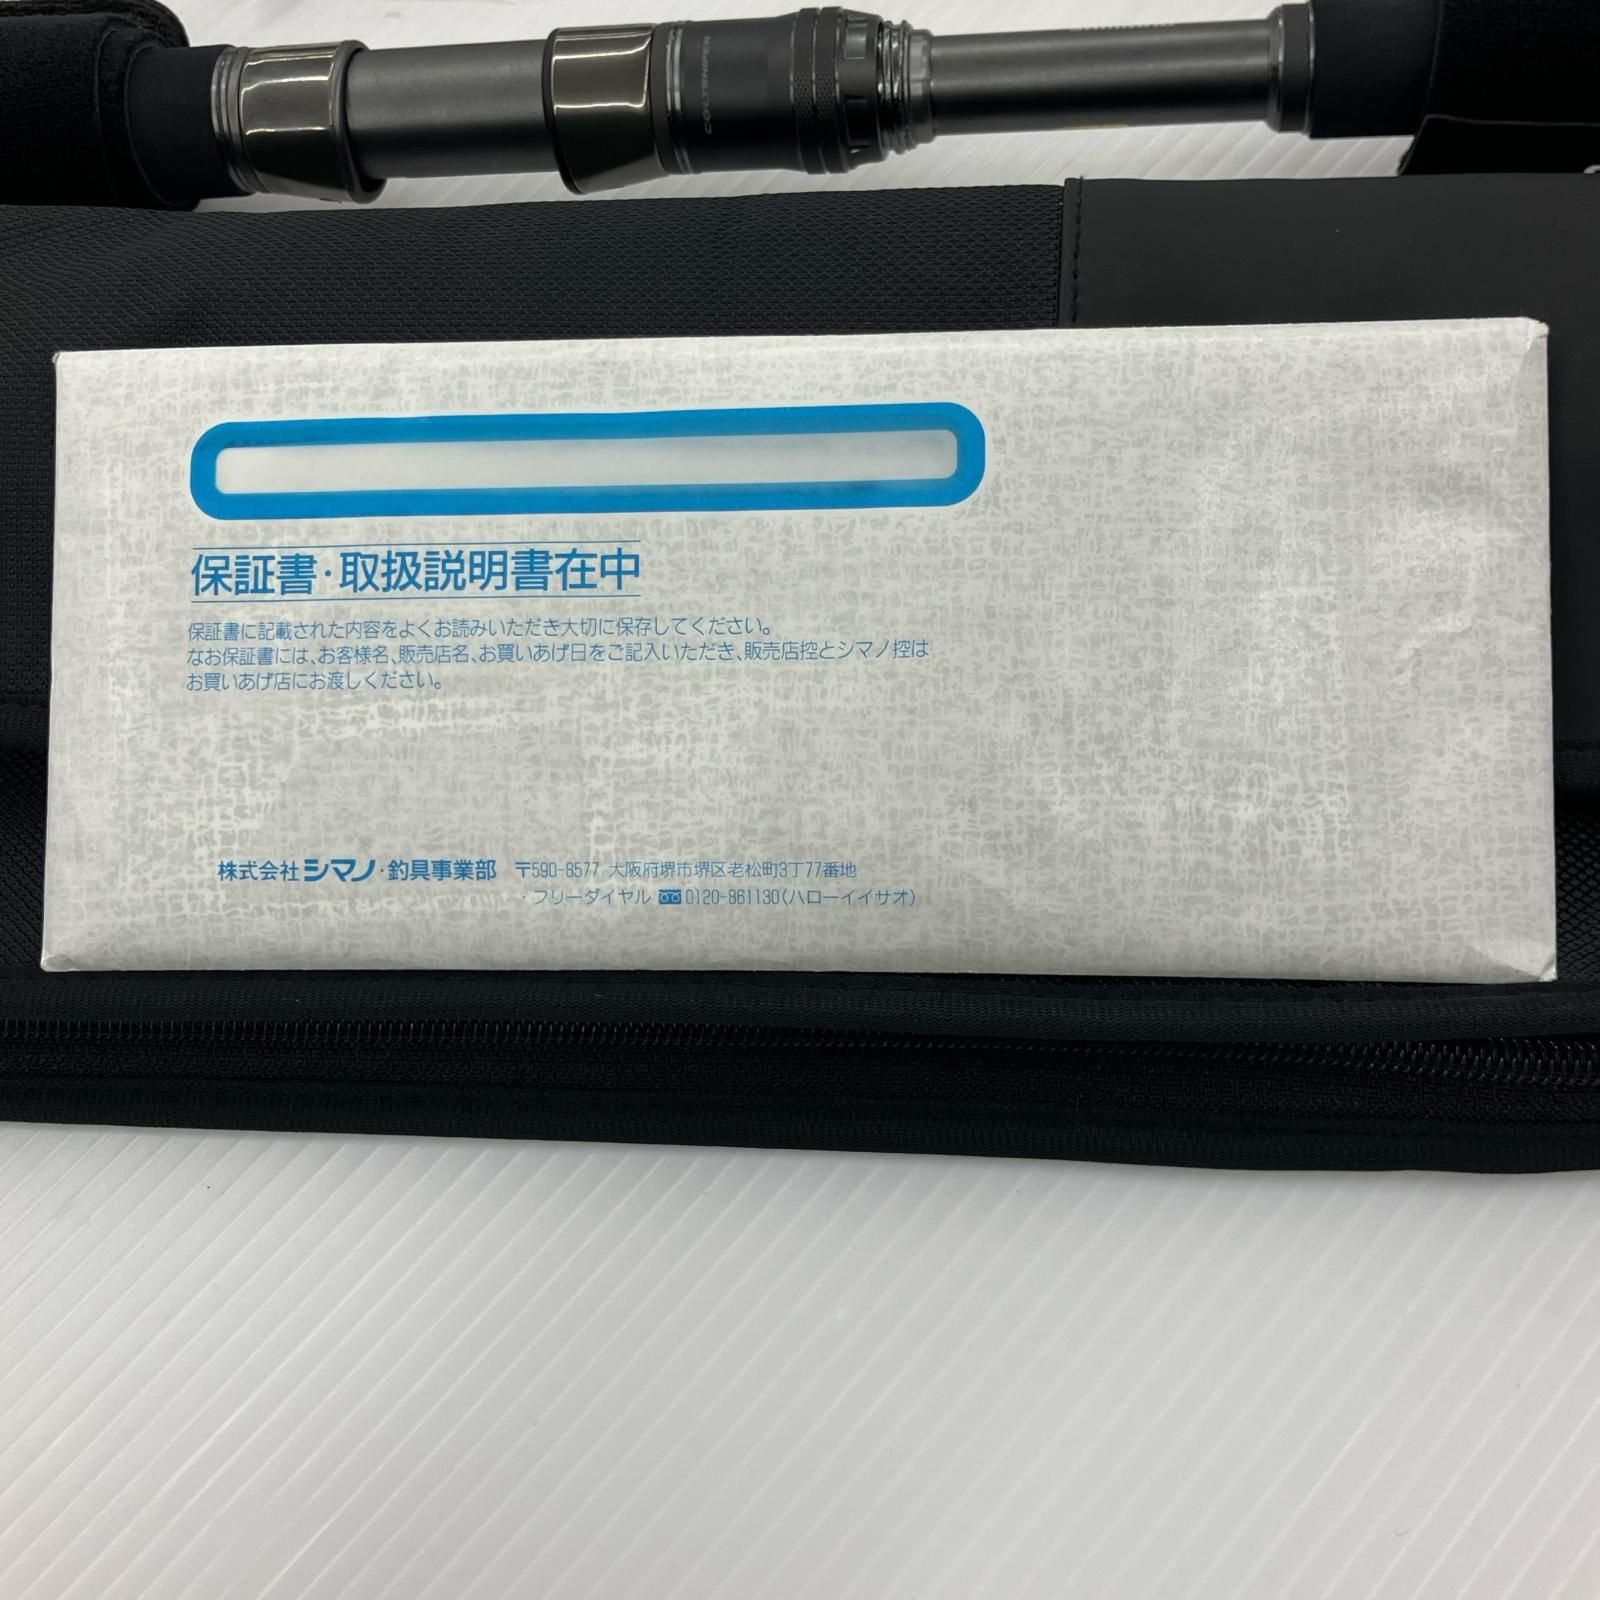 COLTSNIPER
保証書・取扱説明書在中
保証書に記載された内容をよくお読みいただき大切に保存してください。
なお保証書には、お客様名、販売店名、お買いあげ日をご記入いただき、販売店控とシマノ控は
お買いあげ店にお渡しください。
株式会社シマノ・釣具事業部 〒590-8577 大阪府堺市堺区老松町3丁77番地
・フリーダイヤル 0120-861130(ハローイイサオ)